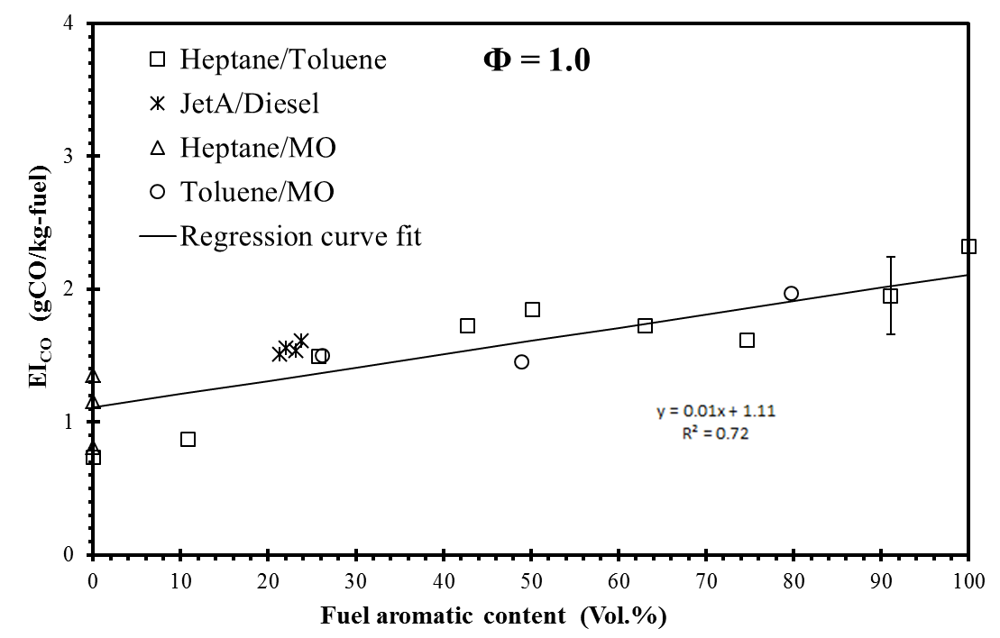 4
3
2
1
0
EI_CO (gCO/kg-fuel)
Heptane/Toluene
JetA/Diesel
Heptane/MO
Toluene/MO
Regression curve fit
Φ = 1.0
y = 0.01x + 1.11
R² = 0.72
0 10 20 30 40 50 60 70 80 90 100
Fuel aromatic content (Vol.%)